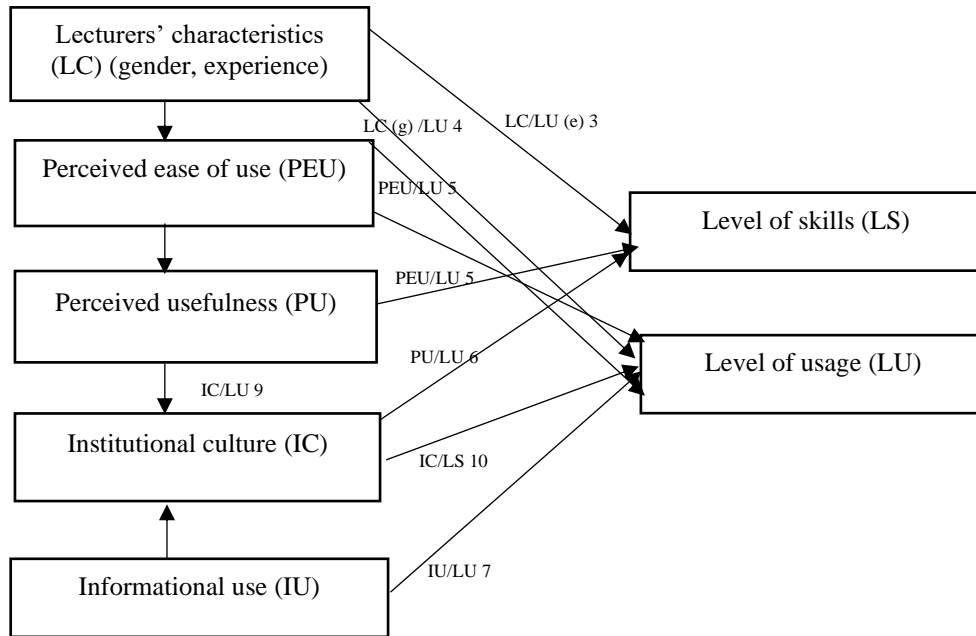 Lecturers’ characteristics
(LC) (gender, experience)
LC (g) /LU 4
LC/LU (e) 3
Perceived ease of use (PEU)
PEU/LU 5
Level of skills (LS)
Perceived usefulness (PU)
PEU/LU 5
PU/LU 6
Level of usage (LU)
IC/LU 9
Institutional culture (IC)
IC/LS 10
Informational use (IU)
IU/LU 7